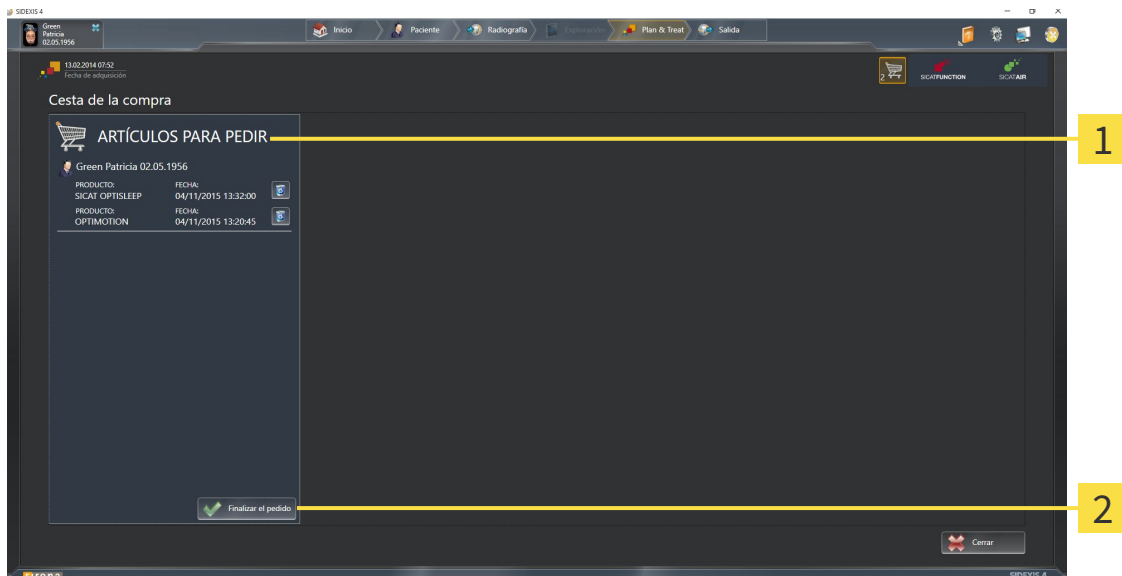 SIDEXIS 4
Green
Patricia
02.05.1956
Inicio
Paciente
Radiografía
Exploración
Plan & Treat
Salida
13.02.2014 07:52
Fecha de adquisición
2
SICATFUNCTION
SICATAIR
Cesta de la compra
ARTÍCULOS PARA PEDIR
1
Green Patricia 02.05.1956
PRODUCTO: FECHA:
SICAT OPTISLEEP 04/11/2015 13:32:00
PRODUCTO: FECHA:
OPTIMOTION 04/11/2015 13:20:45
Finalizar el pedido
2
Cerrar
sirona
SIDEXIS 4